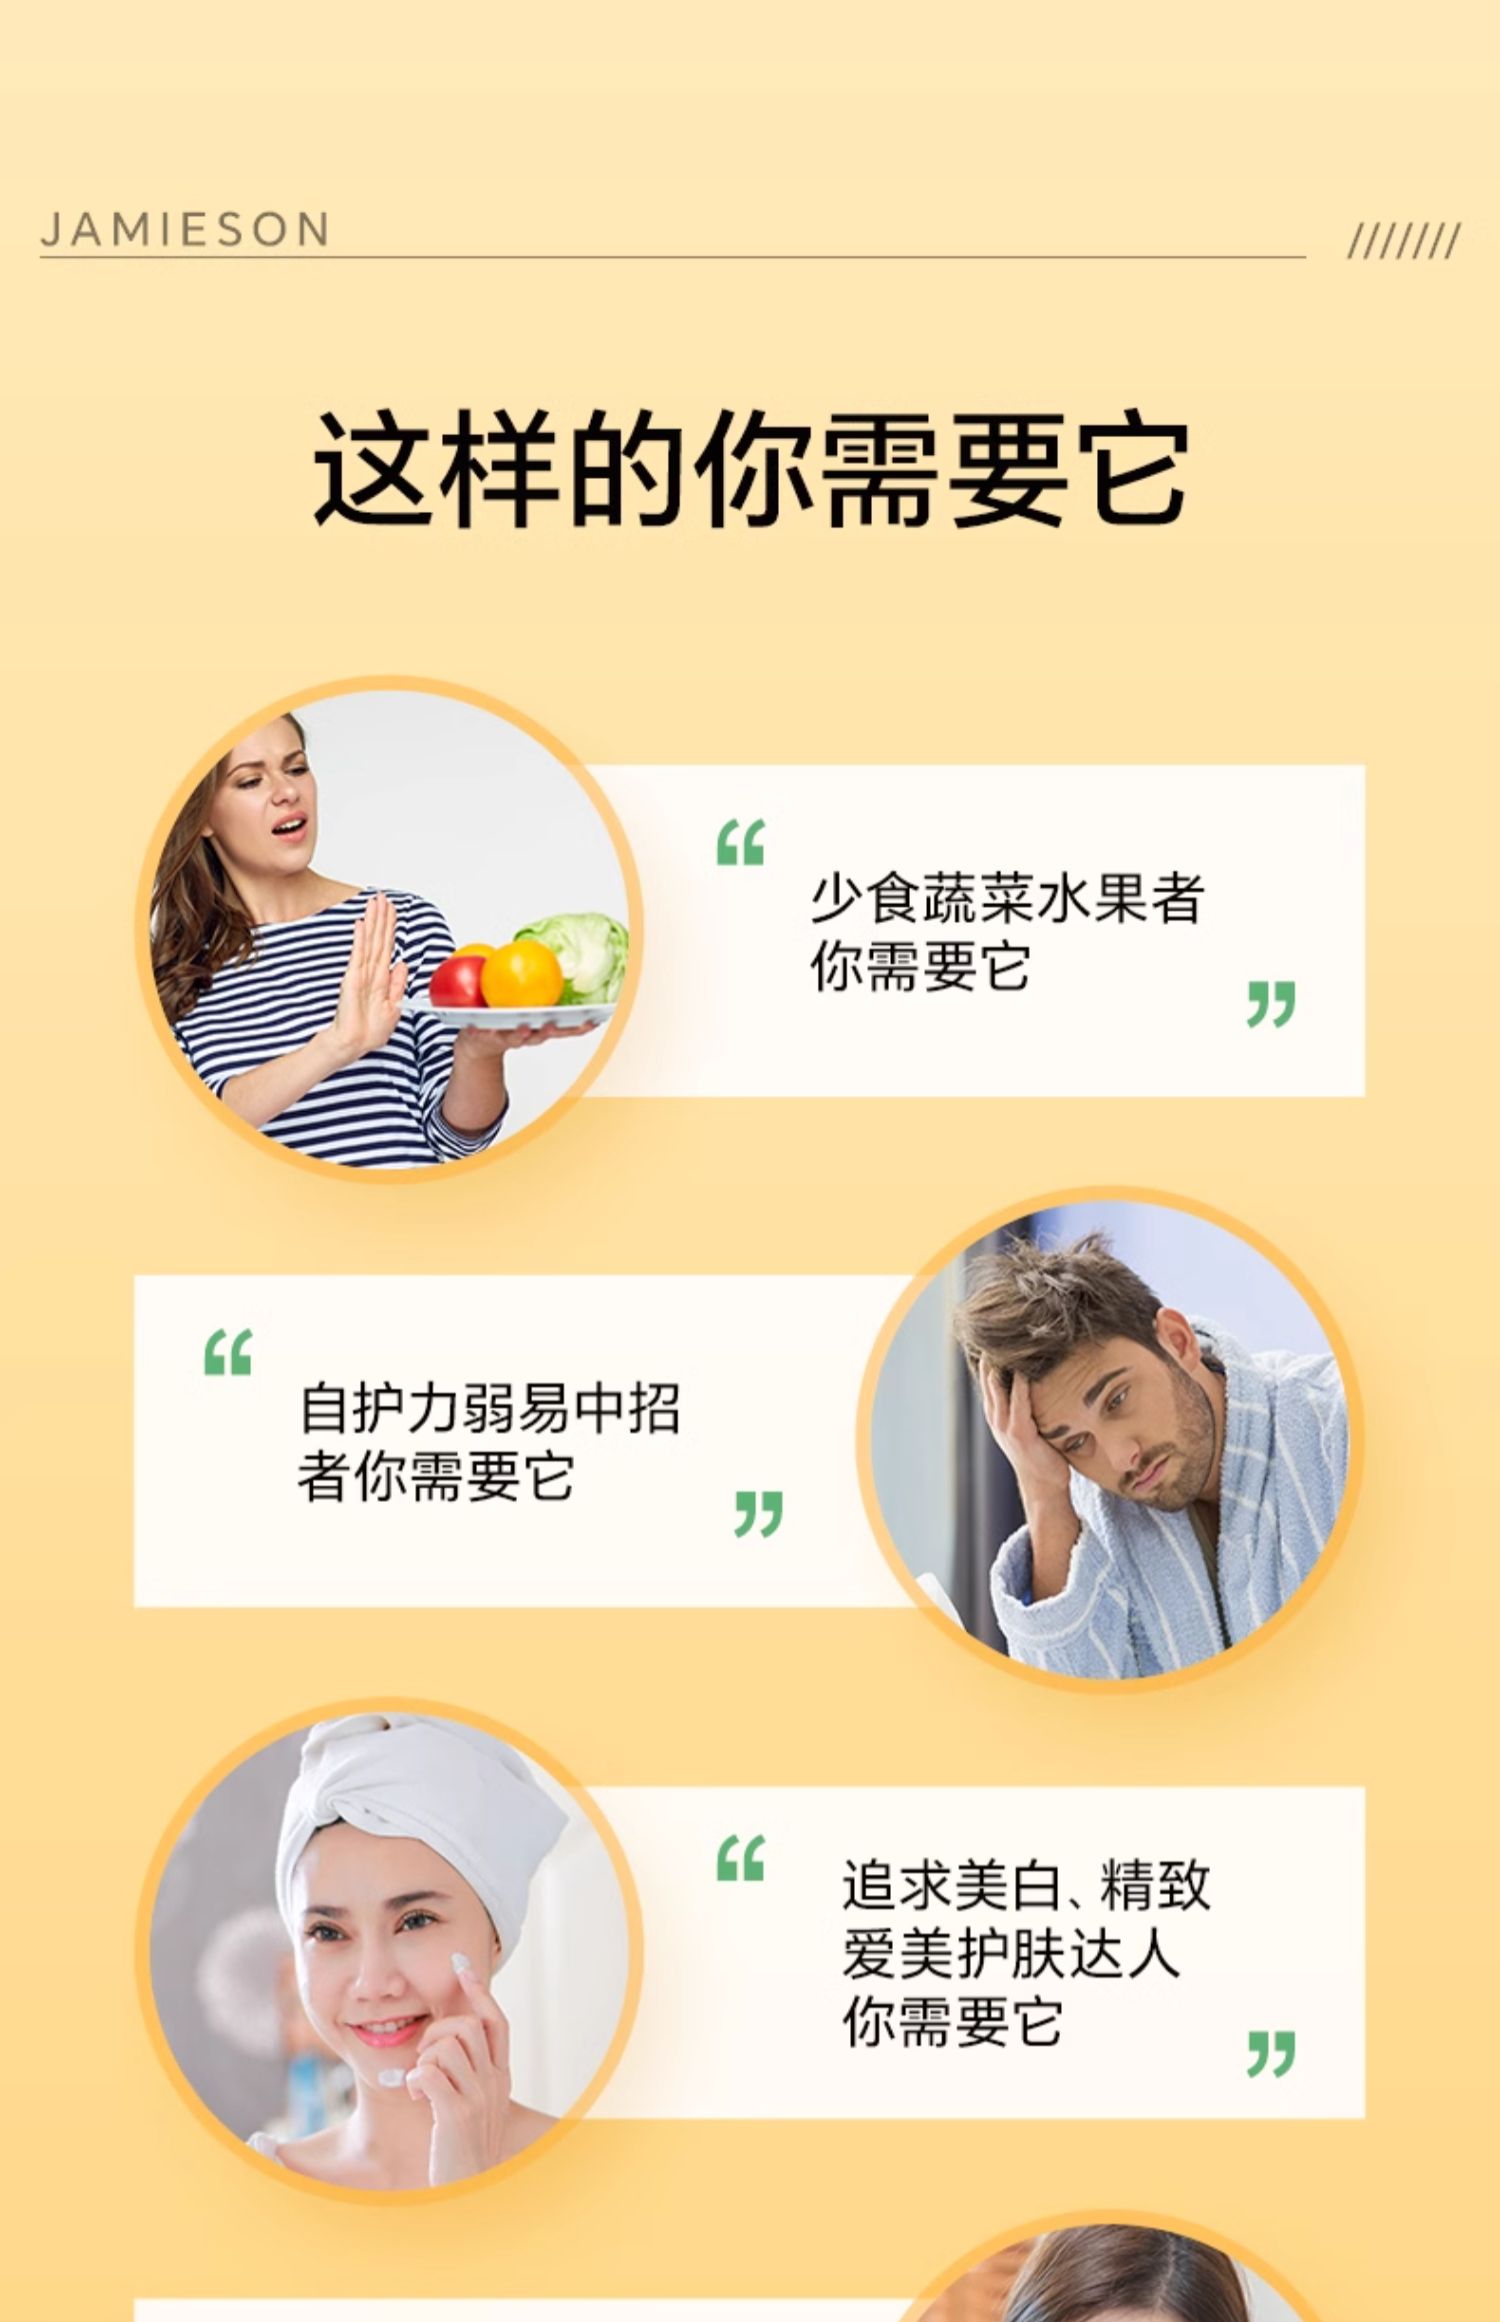 JAMIESON
这样的你需要它
少食蔬菜水果者
你需要它
自护力弱易中招
者你需要它
追求美白、精致
爱美护肤达人
你需要它